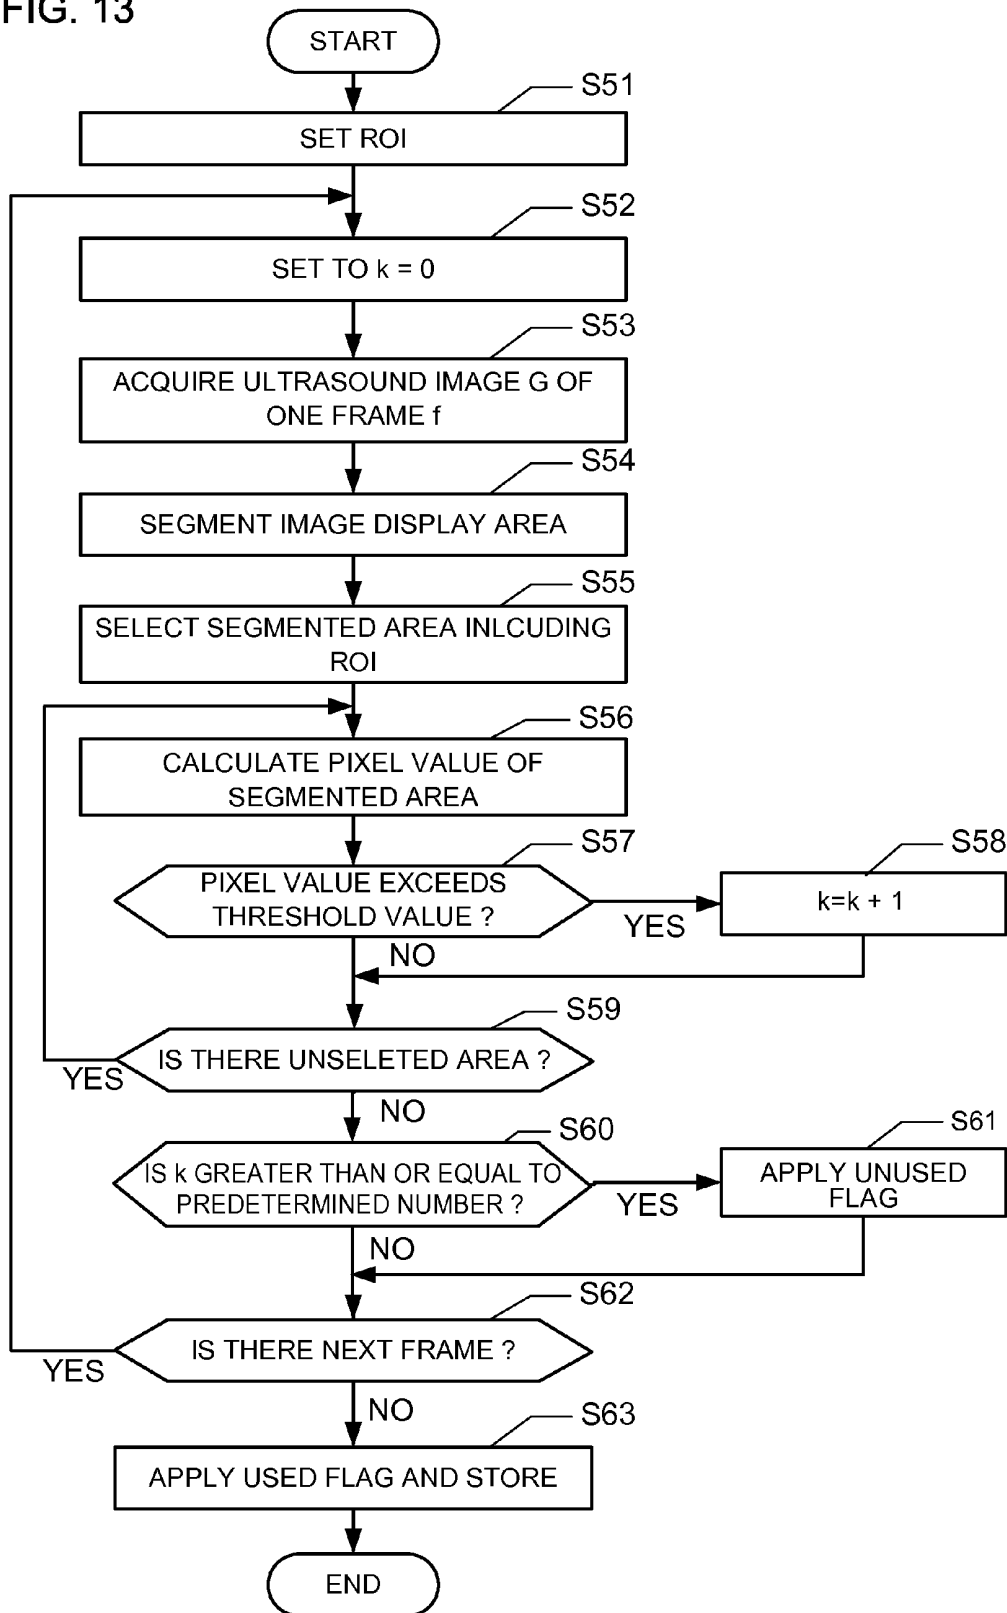 FIG. 13
START
S51
SET ROI
S52
SET TO k = 0
S53
ACQUIRE ULTRASOUND IMAGE G OF
ONE FRAME f
S54
SEGMENT IMAGE DISPLAY AREA
S55
SELECT SEGMENTED AREA INLCUDING
ROI
S56
CALCULATE PIXEL VALUE OF
SEGMENTED AREA
S57
PIXEL VALUE EXCEEDS
THRESHOLD VALUE ?
YES
S58
k=k + 1
NO
S59
IS THERE UNSELETED AREA ?
YES
NO
S60
IS k GREATER THAN OR EQUAL TO
PREDETERMINED NUMBER ?
YES
S61
APPLY UNUSED
FLAG
NO
S62
IS THERE NEXT FRAME ?
YES
NO
S63
APPLY USED FLAG AND STORE
END